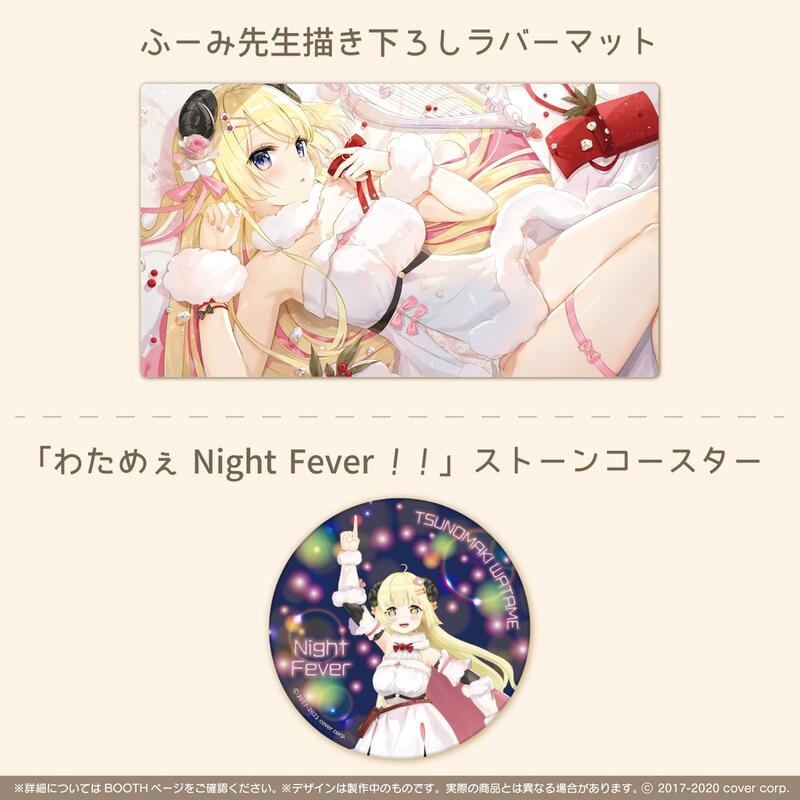 ふーみ先生描き下ろしラバーマット
「わためぇ Night Fever！！」ストーンコースター
TSUNOMAKI WATAME
Night
Fever
© 2017-2021 cover corp.
※詳細については BOOTH ページをご確認ください。※デザインは製作中のものです。実際の商品とは異なる場合があります。© 2017-2020 cover corp.